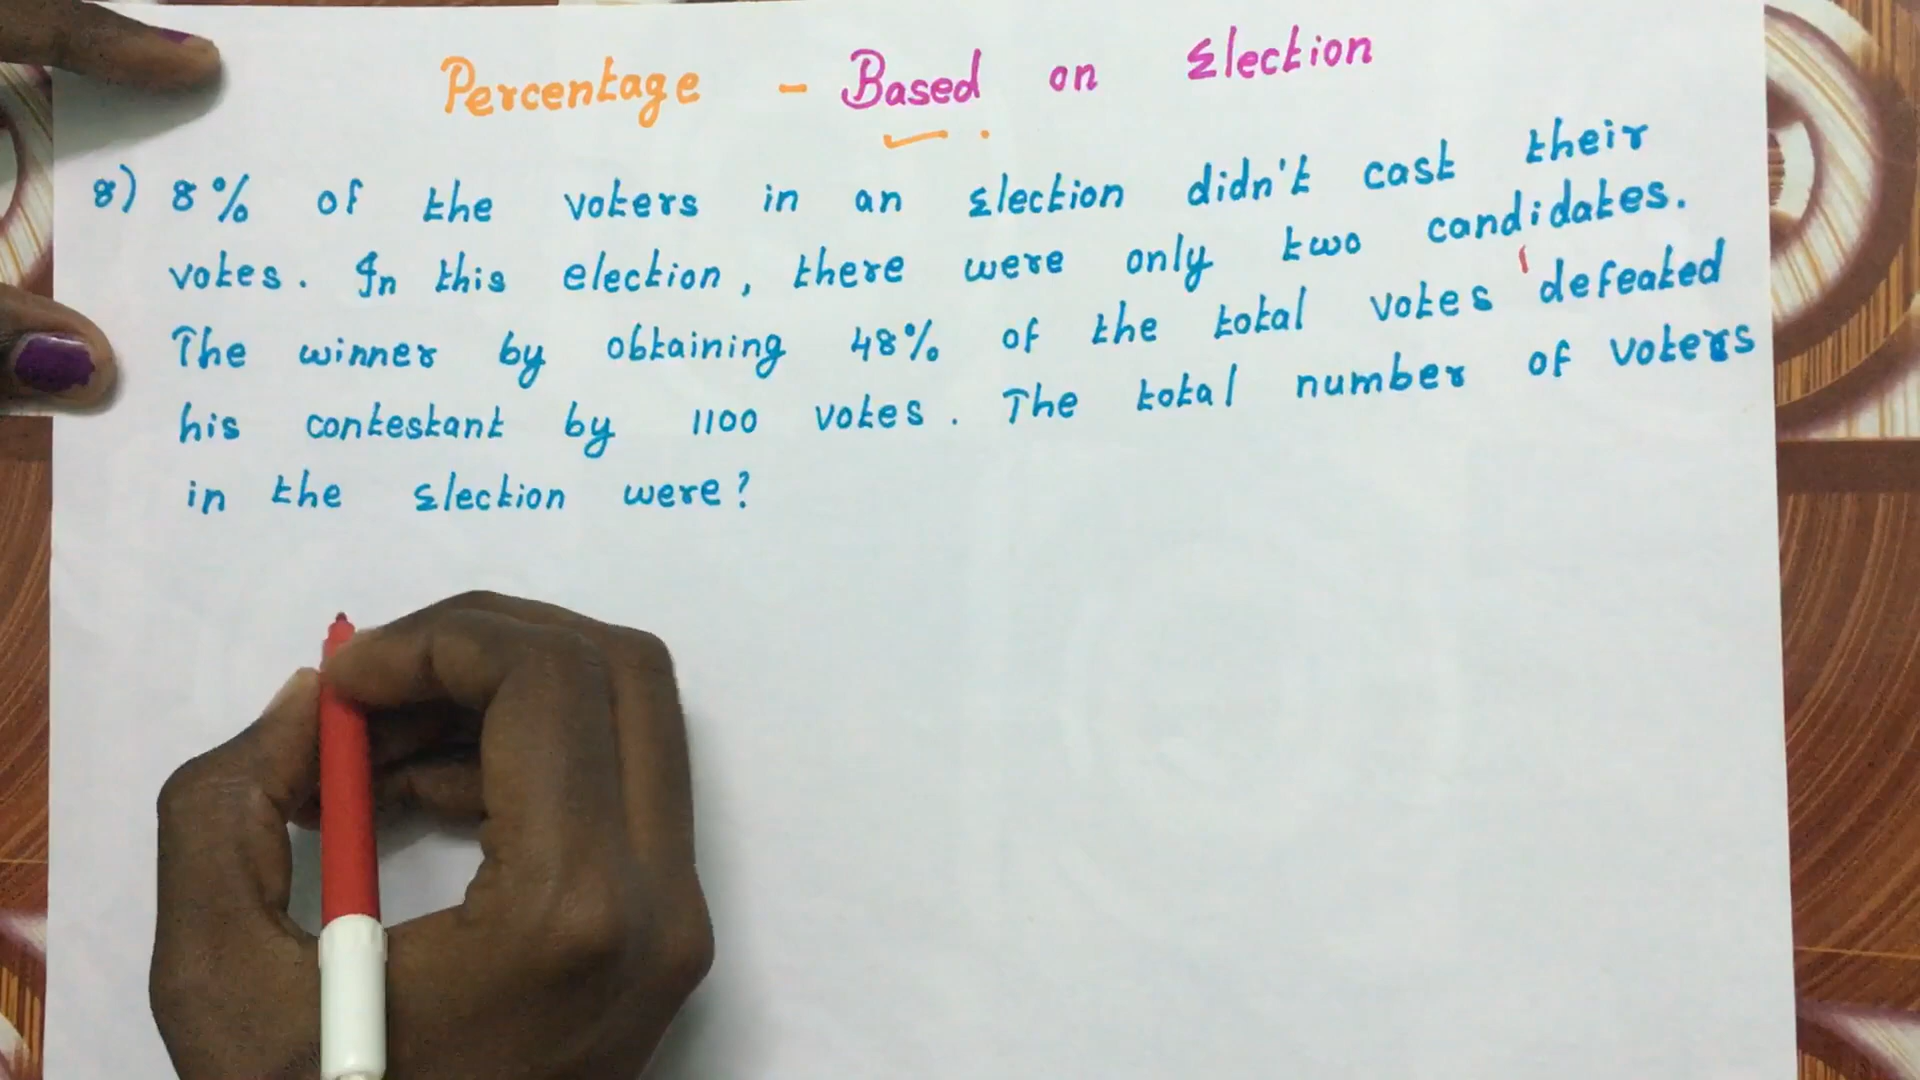 Percentage - Based on Election
8) 8% of the voters in an Election didn't cast their
votes. In this election, there were only two candidates.
The winner by obtaining 48% of the total votes defeated
his contestant by 1100 votes. The total number of voters
in the Election were?